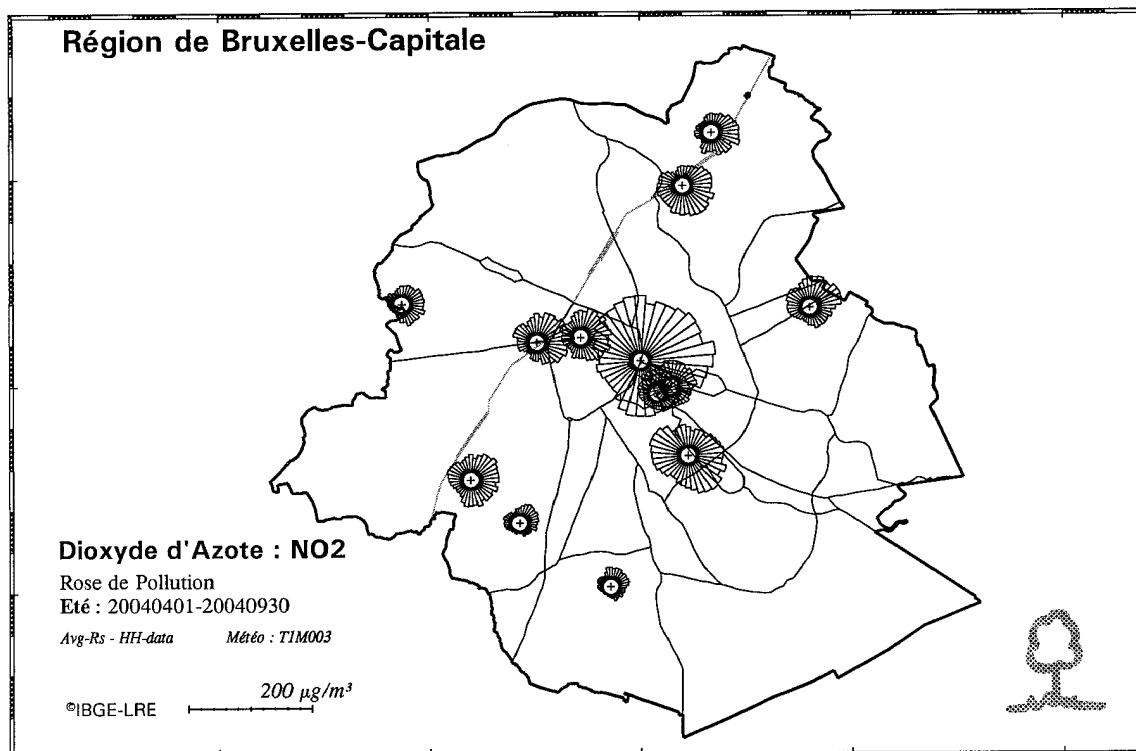 Région de Bruxelles-Capitale
Dioxyde d'Azote : NO2
Rose de Pollution
Eté : 20040401-20040930
Avg-Rs - HH-data Météo : T1M003
200 µg/m³
©IBGE-LRE